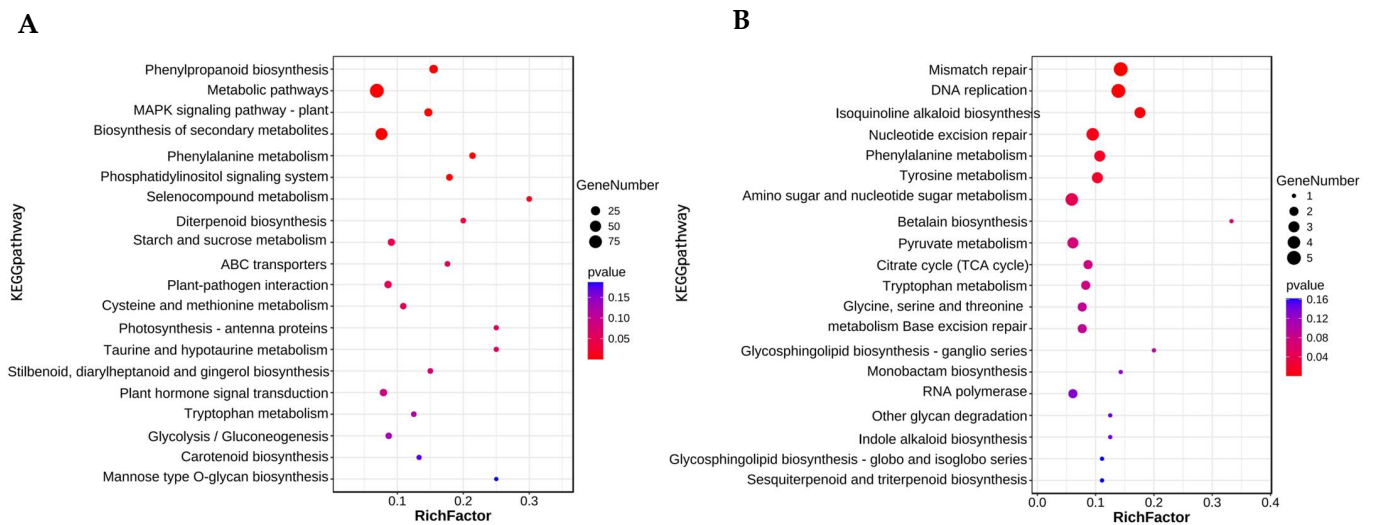 A
Phenylpropanoid biosynthesis
Metabolic pathways
MAPK signaling pathway - plant
Biosynthesis of secondary metabolites
Phenylalanine metabolism
Phosphatidylinositol signaling system
Selenocompound metabolism
Diterpenoid biosynthesis
Starch and sucrose metabolism
ABC transporters
Plant-pathogen interaction
Cysteine and methionine metabolism
Photosynthesis - antenna proteins
Taurine and hypotaurine metabolism
Stilbenoid, diarylheptanoid and gingerol biosynthesis
Plant hormone signal transduction
Tryptophan metabolism
Glycolysis / Gluconeogenesis
Carotenoid biosynthesis
Mannose type O-glycan biosynthesis
KEGGpathway
0.1 0.2 0.3
RichFactor
GeneNumber
25
50
75
pvalue
0.15
0.10
0.05
B
Mismatch repair
DNA replication
Isoquinoline alkaloid biosynthesis
Nucleotide excision repair
Phenylalanine metabolism
Tyrosine metabolism
Amino sugar and nucleotide sugar metabolism
Betalain biosynthesis
Pyruvate metabolism
Citrate cycle (TCA cycle)
Tryptophan metabolism
Glycine, serine and threonine
metabolism Base excision repair
Glycosphingolipid biosynthesis - ganglio series
Monobactam biosynthesis
RNA polymerase
Other glycan degradation
Indole alkaloid biosynthesis
Glycosphingolipid biosynthesis - globo and isoglobo series
Sesquiterpenoid and triterpenoid biosynthesis
KEGGpathway
0.0 0.1 0.2 0.3 0.4
RichFactor
GeneNumber
1
2
3
4
5
pvalue
0.16
0.12
0.08
0.04